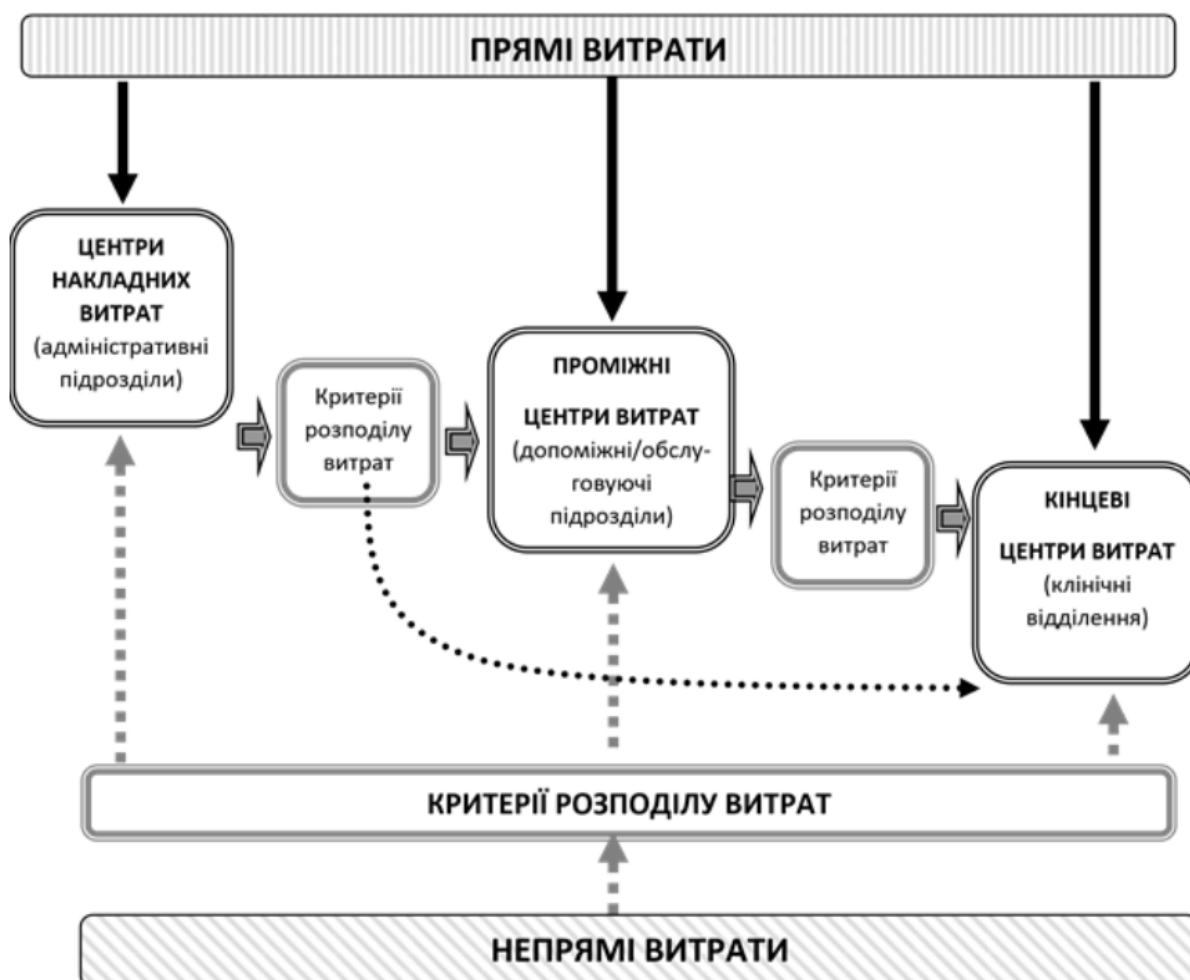 ПРЯМІ ВИТРАТИ
ЦЕНТРИ
НАКЛАДНИХ
ВИТРАТ
(адміністративні
підрозділи)
Критерії
розподілу
витрат
ПРОМІЖНІ
ЦЕНТРИ ВИТРАТ
(допоміжні/обслу-
говуючі
підрозділи)
Критерії
розподілу
витрат
КІНЦЕВІ
ЦЕНТРИ ВИТРАТ
(клінічні
відділення)
КРИТЕРІЇ РОЗПОДІЛУ ВИТРАТ
НЕПРЯМІ ВИТРАТИ